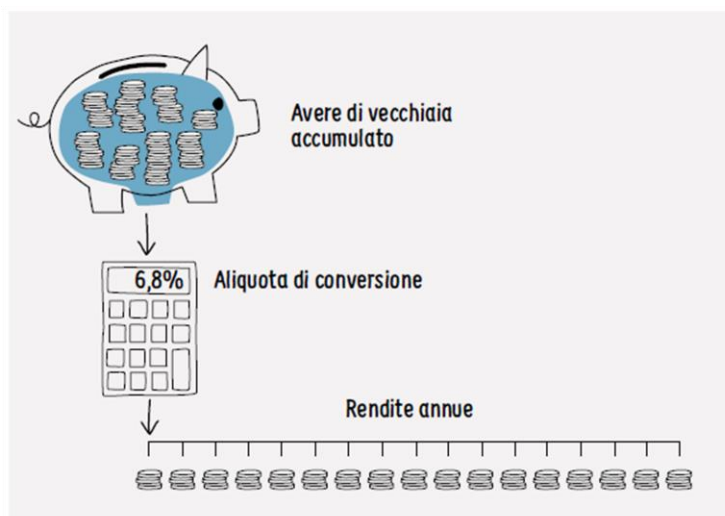 Avere di vecchiaia
accumulato
6,8%
Aliquota di conversione
Rendite annue